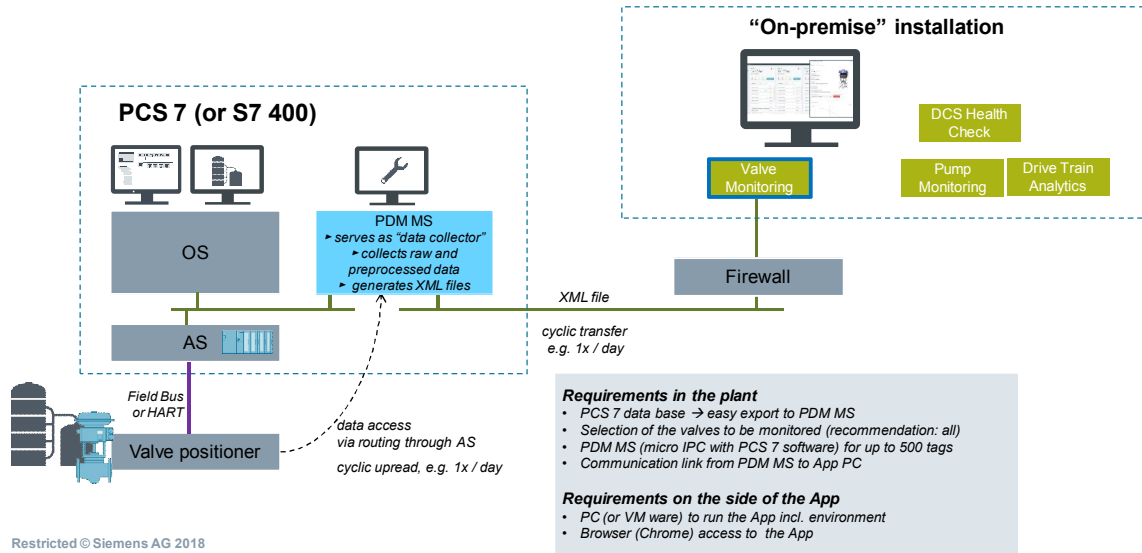 “On-premise” installation
PCS 7 (or S7 400)
DCS Health
Check
Valve
Monitoring
Pump
Monitoring
Drive Train
Analytics
OS
PDM MS
► serves as “data collector”
► collects raw and
preprocessed data
► generates XML files
Firewall
XML file
AS
cyclic transfer
e.g. 1x / day
Field Bus
or HART
Valve positioner
data access
via routing through AS
cyclic upread, e.g. 1x / day
Requirements in the plant
• PCS 7 data base → easy export to PDM MS
• Selection of the valves to be monitored (recommendation: all)
• PDM MS (micro IPC with PCS 7 software) for up to 500 tags
• Communication link from PDM MS to App PC
Requirements on the side of the App
• PC (or VM ware) to run the App incl. environment
• Browser (Chrome) access to the App
Restricted © Siemens AG 2018